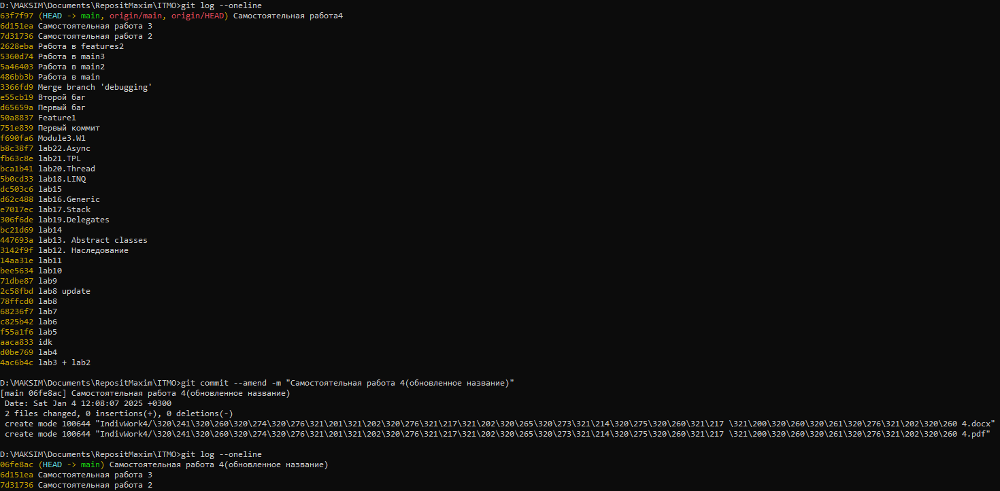 D:\MAKSIM\Documents\RepositMaxim\ITMO>git log --oneline
63f7f97 (HEAD -> main, origin/main, origin/HEAD) Самостоятельная работа4
6d151ea Самостоятельная работа 3
7d31736 Самостоятельная работа 2
2628eba Работа в features2
5360d74 Работа в main3
5a46403 Работа в main2
486bb3b Работа в main
3366fd9 Merge branch 'debugging'
e55cb19 Второй баг
d65659a Первый баг
50a8837 Feature1
751e839 Первый коммит
f690fa6 Module3.W1
b8c38f7 lab22.Async
fb63c8e lab21.TPL
bca1b41 lab20.Thread
5b0cd33 lab18.LINQ
dc503c6 lab15
d62c488 lab16.Generic
e7017ec lab17.Stack
306f6de lab19.Delegates
bc21d69 lab14
447693a lab13. Abstract classes
3142f9f lab12. Наследование
14aa31e lab11
bee5634 lab10
71dbe87 lab9
2c58fbd lab8 update
78ffcd0 lab8
68236f7 lab7
c825b42 lab6
f55a1f6 lab5
aaca833 idk
d0be769 lab4
4ac6b4c lab3 + lab2
D:\MAKSIM\Documents\RepositMaxim\ITMO>git commit --amend -m "Самостоятельная работа 4(обновленное название)"
[main 06fe8ac] Самостоятельная работа 4(обновленное название)
Date: Sat Jan 4 12:08:07 2025 +0300
2 files changed, 0 insertions(+), 0 deletions(-)
create mode 100644 "IndivWork4/\320\241\320\260\320\274\320\276\321\201\321\202\320\276\321\217\321\202\320\265\320\273\321\214\320\275\320\260\321\217 \321\200\320\260\320\261\320\276\321\202\320\260 4.docx"
create mode 100644 "IndivWork4/\320\241\320\260\320\274\320\276\321\201\321\202\320\276\321\217\321\202\320\265\320\273\321\214\320\275\320\260\321\217 \321\200\320\260\320\261\320\276\321\202\320\260 4.pdf"
D:\MAKSIM\Documents\RepositMaxim\ITMO>git log --oneline
06fe8ac (HEAD -> main) Самостоятельная работа 4(обновленное название)
6d151ea Самостоятельная работа 3
7d31736 Самостоятельная работа 2